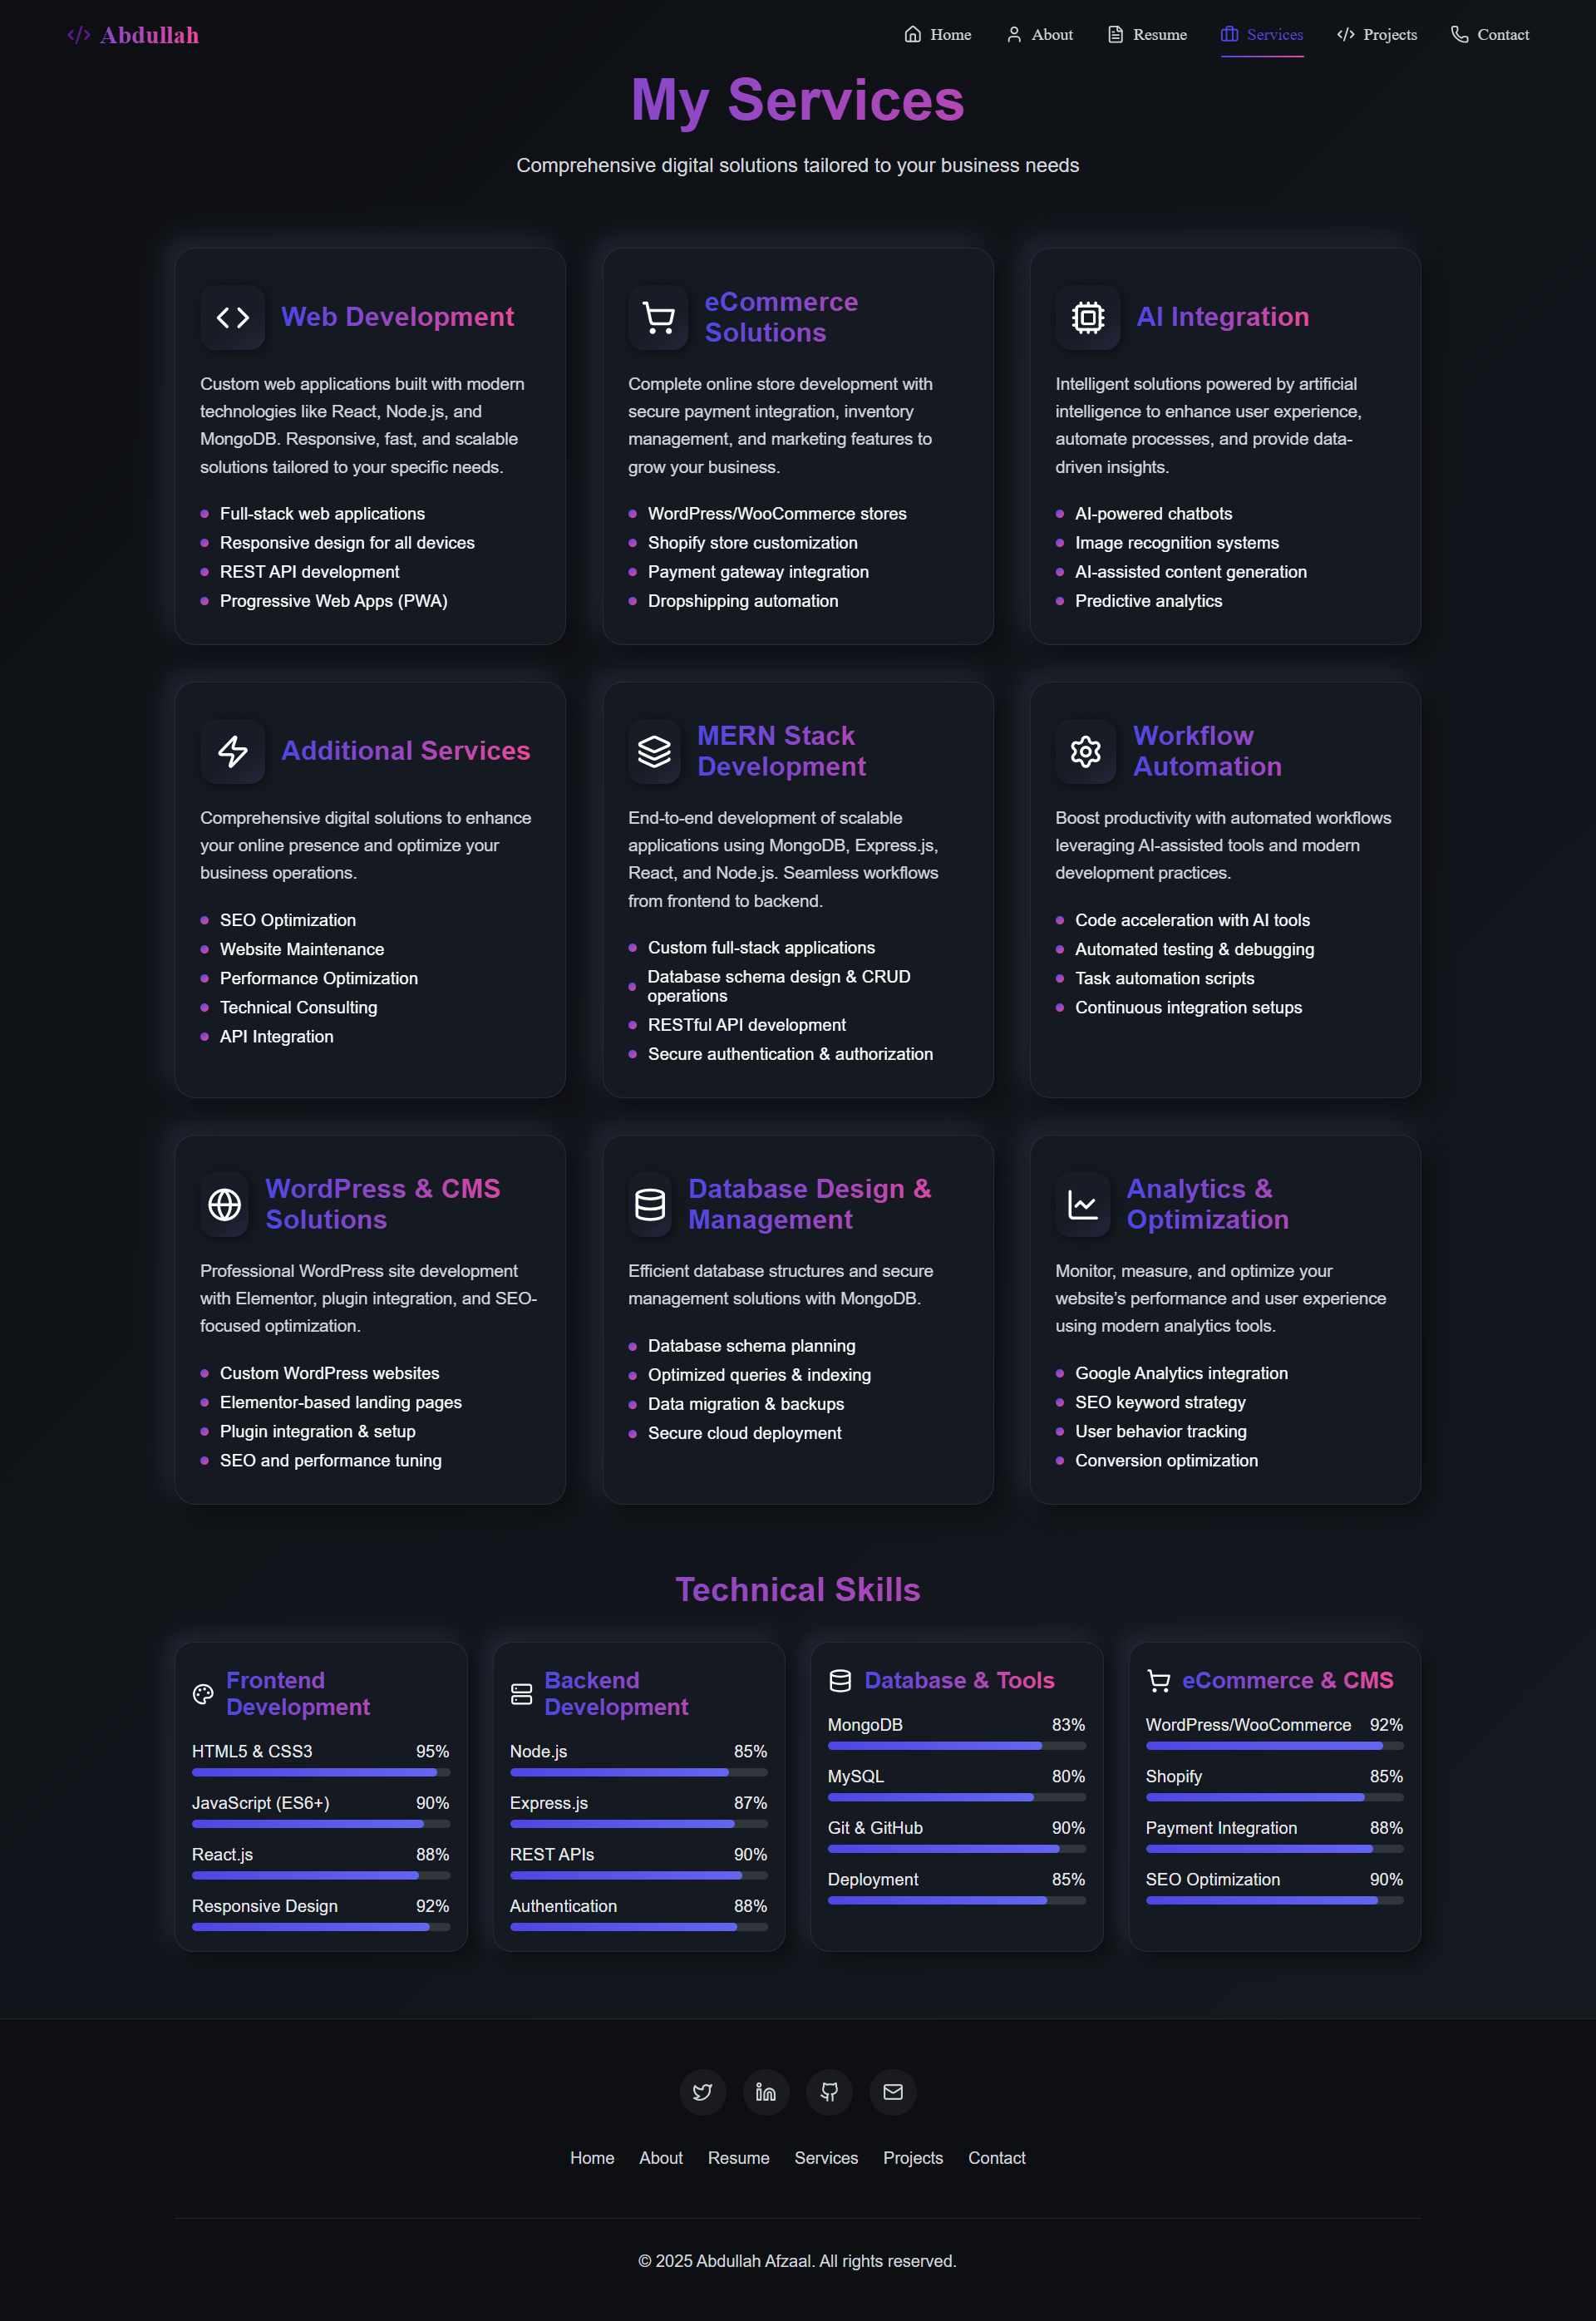 Abdullah
Home
About
Resume
Services
Projects
Contact
My Services
Comprehensive digital solutions tailored to your business needs
Web Development
Custom web applications built with modern
technologies like React, Node.js, and
MongoDB. Responsive, fast, and scalable
solutions tailored to your specific needs.
Full-stack web applications
Responsive design for all devices
REST API development
Progressive Web Apps (PWA)
eCommerce
Solutions
Complete online store development with
secure payment integration, inventory
management, and marketing features to
grow your business.
WordPress/WooCommerce stores
Shopify store customization
Payment gateway integration
Dropshipping automation
AI Integration
Intelligent solutions powered by artificial
intelligence to enhance user experience,
automate processes, and provide data-
driven insights.
AI-powered chatbots
Image recognition systems
AI-assisted content generation
Predictive analytics
Additional Services
Comprehensive digital solutions to enhance
your online presence and optimize your
business operations.
SEO Optimization
Website Maintenance
Performance Optimization
Technical Consulting
API Integration
MERN Stack
Development
End-to-end development of scalable
applications using MongoDB, Express.js,
React, and Node.js. Seamless workflows
from frontend to backend.
Custom full-stack applications
Database schema design & CRUD
operations
RESTful API development
Secure authentication & authorization
Workflow
Automation
Boost productivity with automated workflows
leveraging AI-assisted tools and modern
development practices.
Code acceleration with AI tools
Automated testing & debugging
Task automation scripts
Continuous integration setups
WordPress & CMS
Solutions
Professional WordPress site development
with Elementor, plugin integration, and SEO-
focused optimization.
Custom WordPress websites
Elementor-based landing pages
Plugin integration & setup
SEO and performance tuning
Database Design &
Management
Efficient database structures and secure
management solutions with MongoDB.
Database schema planning
Optimized queries & indexing
Data migration & backups
Secure cloud deployment
Analytics &
Optimization
Monitor, measure, and optimize your
website's performance and user experience
using modern analytics tools.
Google Analytics integration
SEO keyword strategy
User behavior tracking
Conversion optimization
Technical Skills
Frontend
Development
HTML5 & CSS3 95%
JavaScript (ES6+) 90%
React.js 88%
Responsive Design 92%
Backend
Development
Node.js 85%
Express.js 87%
REST APIs 90%
Authentication 88%
Database & Tools
MongoDB 83%
MySQL 80%
Git & GitHub 90%
Deployment 85%
eCommerce & CMS
WordPress/WooCommerce 92%
Shopify 85%
Payment Integration 88%
SEO Optimization 90%
Home
About
Resume
Services
Projects
Contact
© 2025 Abdullah Afzaal. All rights reserved.